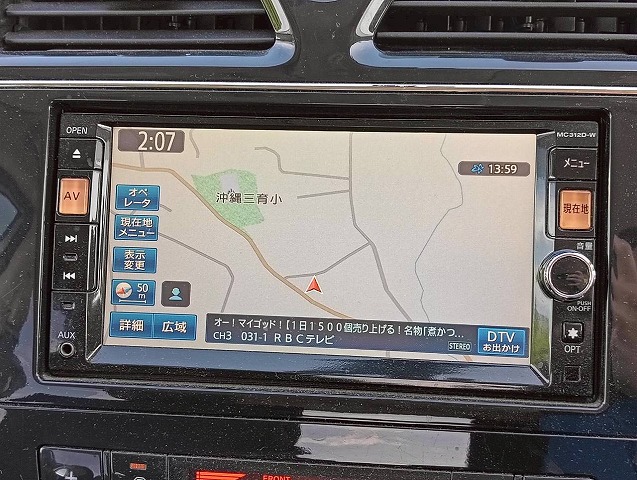 OPEN
MC312D-W
2:07
13:59
メニュー
AV
オペ
レータ
沖縄三育小
現在地
現在地
メニュー
音量
表示
変更
50
m
PUSH
ON-OFF
詳細
広域
オー!マイゴッド!【1日1500個売り上げる!名物「煮かつ...
CH3 031-1 RBCテレビ
STEREO
DTV
お出かけ
AUX
OPT
FRONT